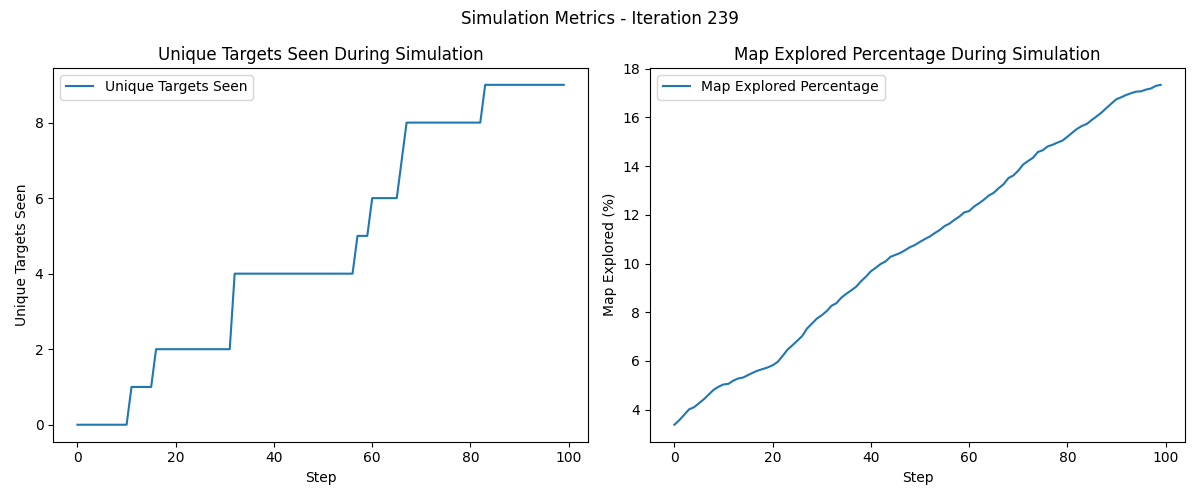 Simulation Metrics - Iteration 239
Unique Targets Seen During Simulation
Unique Targets Seen
Unique Targets Seen
8
6
4
2
0
0 20 40 60 80 100
Step
Map Explored Percentage During Simulation
Map Explored Percentage
Map Explored (%)
18
16
14
12
10
8
6
4
0 20 40 60 80 100
Step